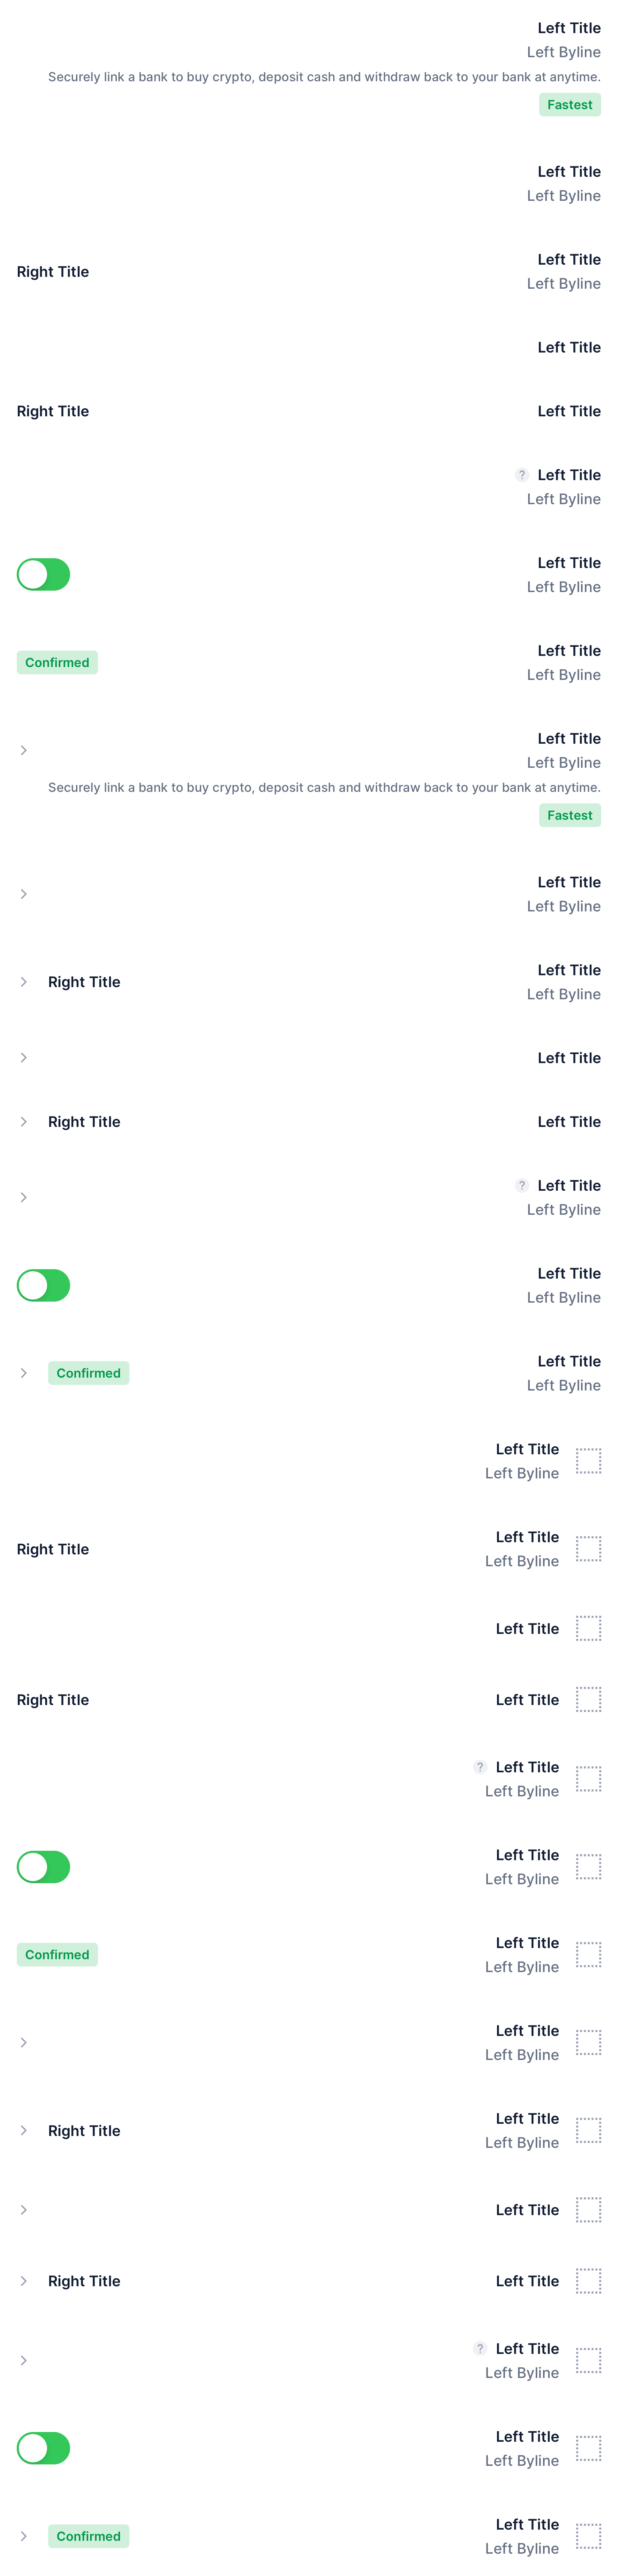 Left Title
Left Byline
Securely link a bank to buy crypto, deposit cash and withdraw back to your bank at anytime.
Fastest
Left Title
Left Byline
Right Title
Left Title
Left Byline
Left Title
Right Title
Left Title
? Left Title
Left Byline
Left Title
Left Byline
Confirmed
Left Title
Left Byline
Left Title
Left Byline
Securely link a bank to buy crypto, deposit cash and withdraw back to your bank at anytime.
Fastest
Left Title
Left Byline
Right Title
Left Title
Left Byline
Left Title
Right Title
Left Title
? Left Title
Left Byline
Left Title
Left Byline
Confirmed
Left Title
Left Byline
Left Title
Left Byline
Right Title
Left Title
Left Byline
Left Title
Right Title
Left Title
? Left Title
Left Byline
Left Title
Left Byline
Confirmed
Left Title
Left Byline
Left Title
Left Byline
Right Title
Left Title
Left Byline
Left Title
Right Title
Left Title
? Left Title
Left Byline
Left Title
Left Byline
Confirmed
Left Title
Left Byline